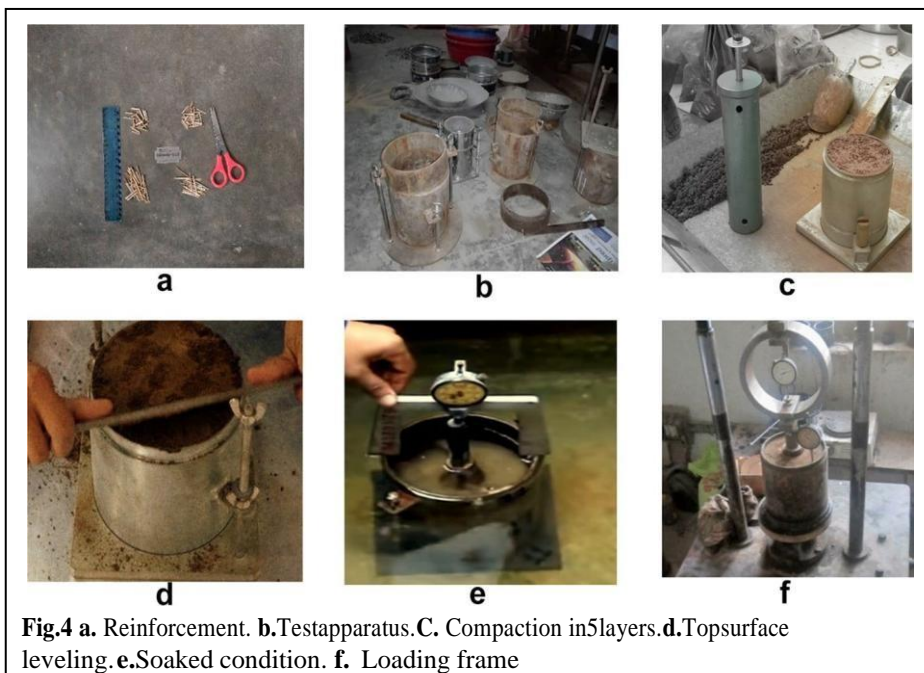 a
b
c
d
e
f
Fig.4 a. Reinforcement. b.Testapparatus.C. Compaction in5layers.d.Topsurface
leveling.e.Soaked condition. f. Loading frame